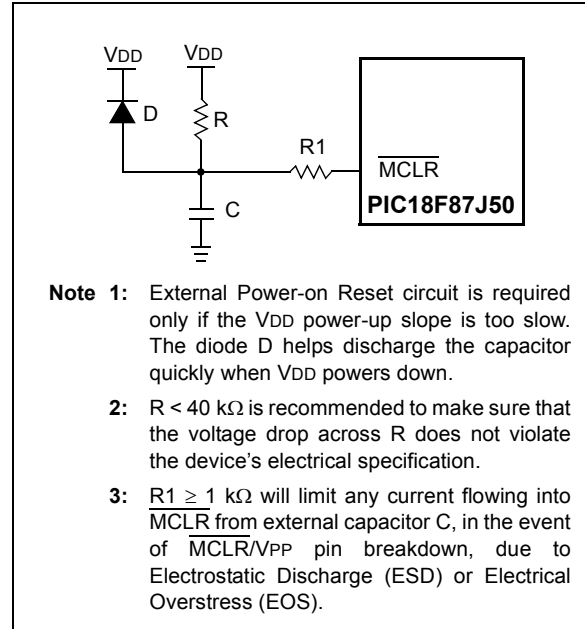 VDD VDD
D
R
R1
MCLR
C
PIC18F87J50
Note 1: External Power-on Reset circuit is required
only if the VDD power-up slope is too slow.
The diode D helps discharge the capacitor
quickly when VDD powers down.
2: R < 40 kΩ is recommended to make sure that
the voltage drop across R does not violate
the device's electrical specification.
3: R1 ≥ 1 kΩ will limit any current flowing into
MCLR from external capacitor C, in the event
of MCLR/VPP pin breakdown, due to
Electrostatic Discharge (ESD) or Electrical
Overstress (EOS).